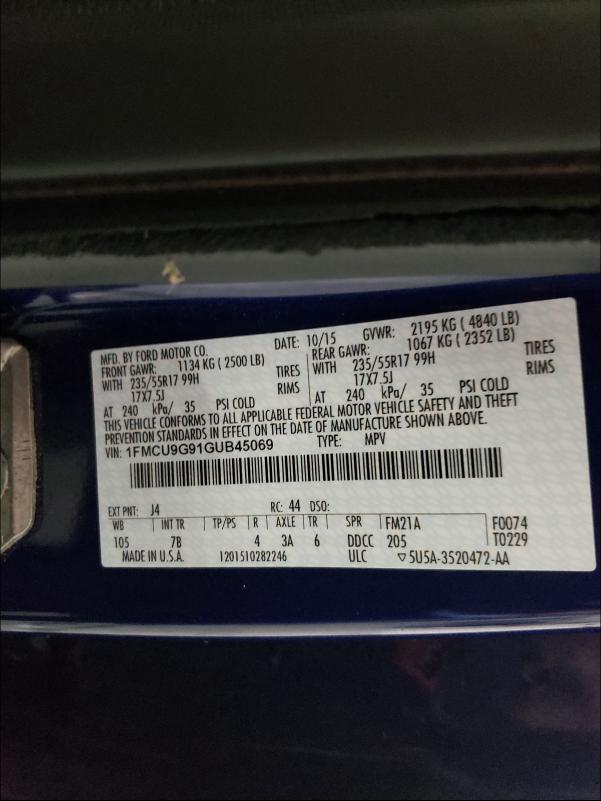 MFD. BY FORD MOTOR CO. DATE: 10/15 GVWR: 2195 KG ( 4840 LB)
FRONT GAWR: 1134 KG ( 2500 LB) REAR GAWR: 1067 KG ( 2352 LB)
WITH 235/55R17 99H TIRES 235/55R17 99H TIRES
17X7.5J RIMS WITH 17X7.5J RIMS
AT 240 kPa/ 35 PSI COLD AT 240 kPa/ 35 PSI COLD
THIS VEHICLE CONFORMS TO ALL APPLICABLE FEDERAL MOTOR VEHICLE SAFETY AND THEFT
PREVENTION STANDARDS IN EFFECT ON THE DATE OF MANUFACTURE SHOWN ABOVE.
VIN: 1FMCU9G91GUB45069 TYPE: MPV
EXT PNT: J4 RC: 44 DSO:
WB INT TR TP/PS R AXLE TR SPR FM21A F0074
105 7B 4 3A 6 DDCC 205 T0229
MADE IN U.S.A. 1201510282246 ULC ▽5U5A-3520472-AA